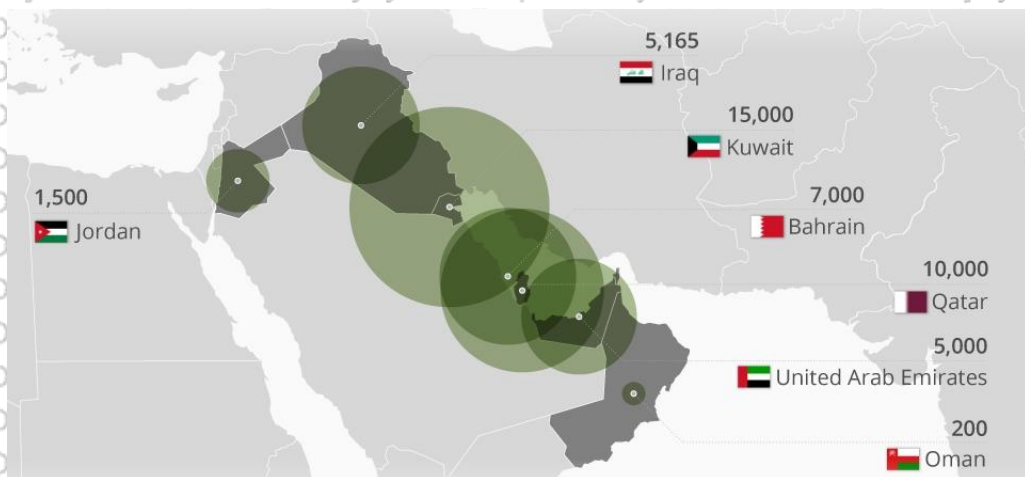 5,165
Iraq
15,000
Kuwait
1,500
Jordan
7,000
Bahrain
10,000
Qatar
5,000
United Arab Emirates
200
Oman